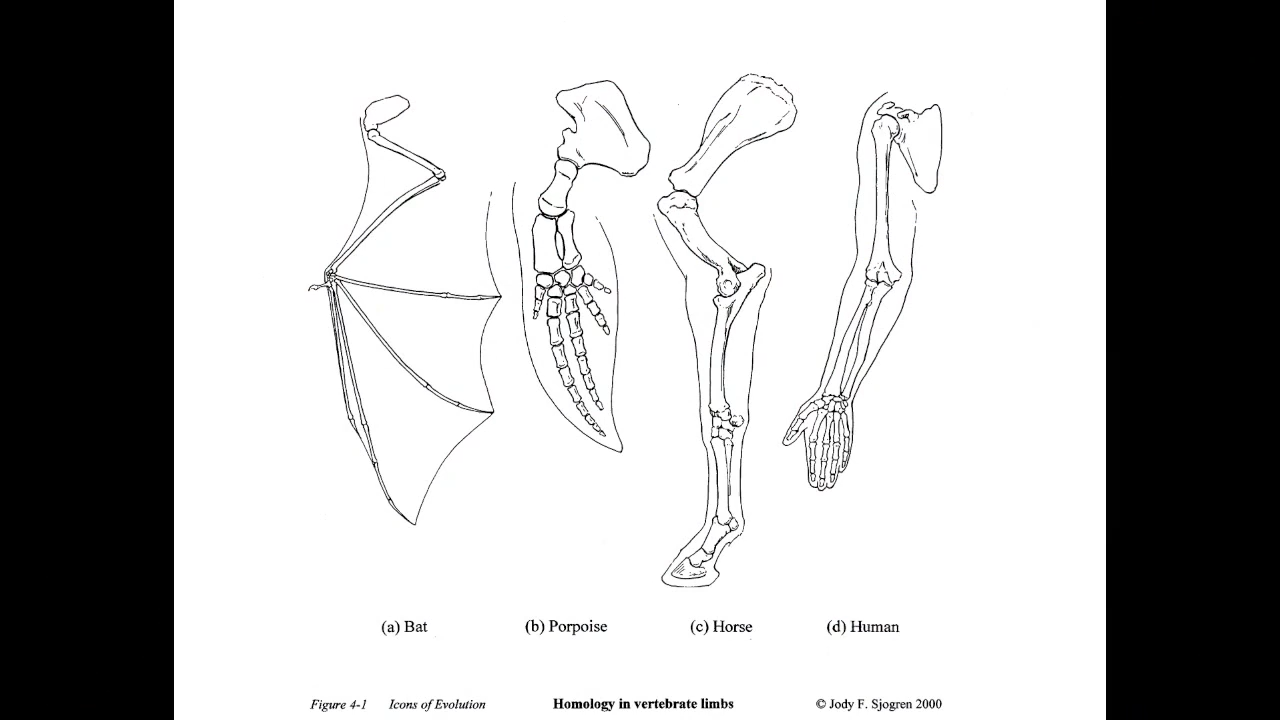 (a) Bat (b) Porpoise (c) Horse (d) Human
Figure 4-1 Icons of Evolution Homology in vertebrate limbs © Jody F. Sjogren 2000